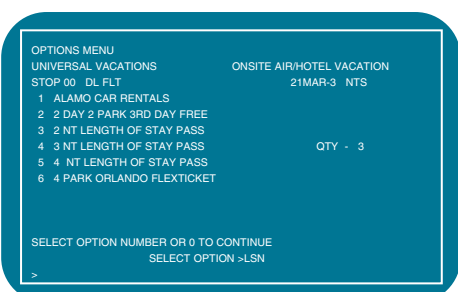 OPTIONS MENU
UNIVERSAL VACATIONS ONSITE AIR/HOTEL VACATION
STOP 00 DL FLT 21MAR-3 NTS
1 ALAMO CAR RENTALS
2 2 DAY 2 PARK 3RD DAY FREE
3 2 NT LENGTH OF STAY PASS
4 3 NT LENGTH OF STAY PASS QTY - 3
5 4 NT LENGTH OF STAY PASS
6 4 PARK ORLANDO FLEXTICKET
SELECT OPTION NUMBER OR 0 TO CONTINUE
SELECT OPTION >LSN
>